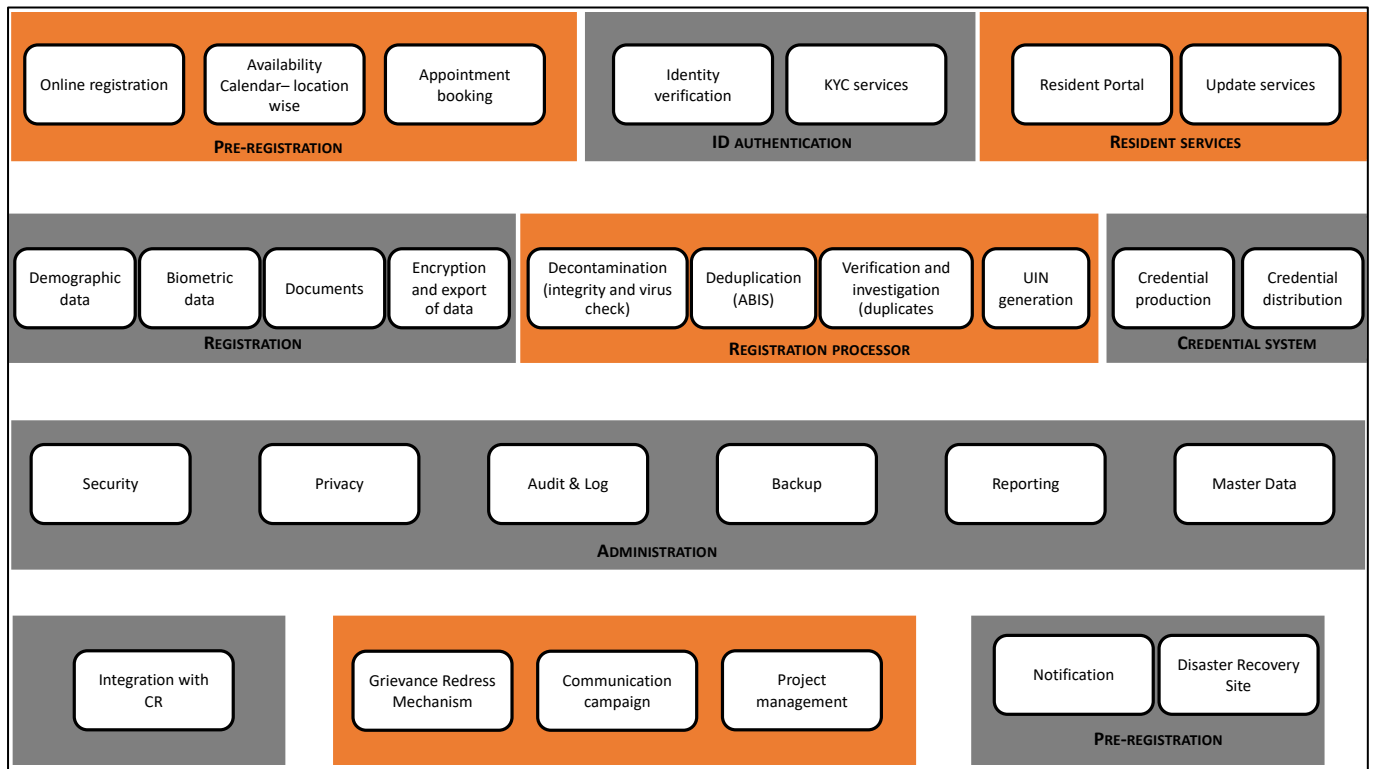 Online registration
Availability
Calendar– location
wise
Appointment
booking
PRE-REGISTRATION
Identity
verification
KYC services
ID AUTHENTICATION
Resident Portal
Update services
RESIDENT SERVICES
Demographic
data
Biometric
data
Documents
Encryption
and export
of data
REGISTRATION
Decontamination
(integrity and virus
check)
Deduplication
(ABIS)
Verification and
investigation
(duplicates
UIN
generation
REGISTRATION PROCESSOR
Credential
production
Credential
distribution
CREDENTIAL SYSTEM
Security
Privacy
Audit & Log
Backup
Reporting
Master Data
ADMINISTRATION
Integration with
CR
Grievance Redress
Mechanism
Communication
campaign
Project
management
Notification
Disaster Recovery
Site
PRE-REGISTRATION